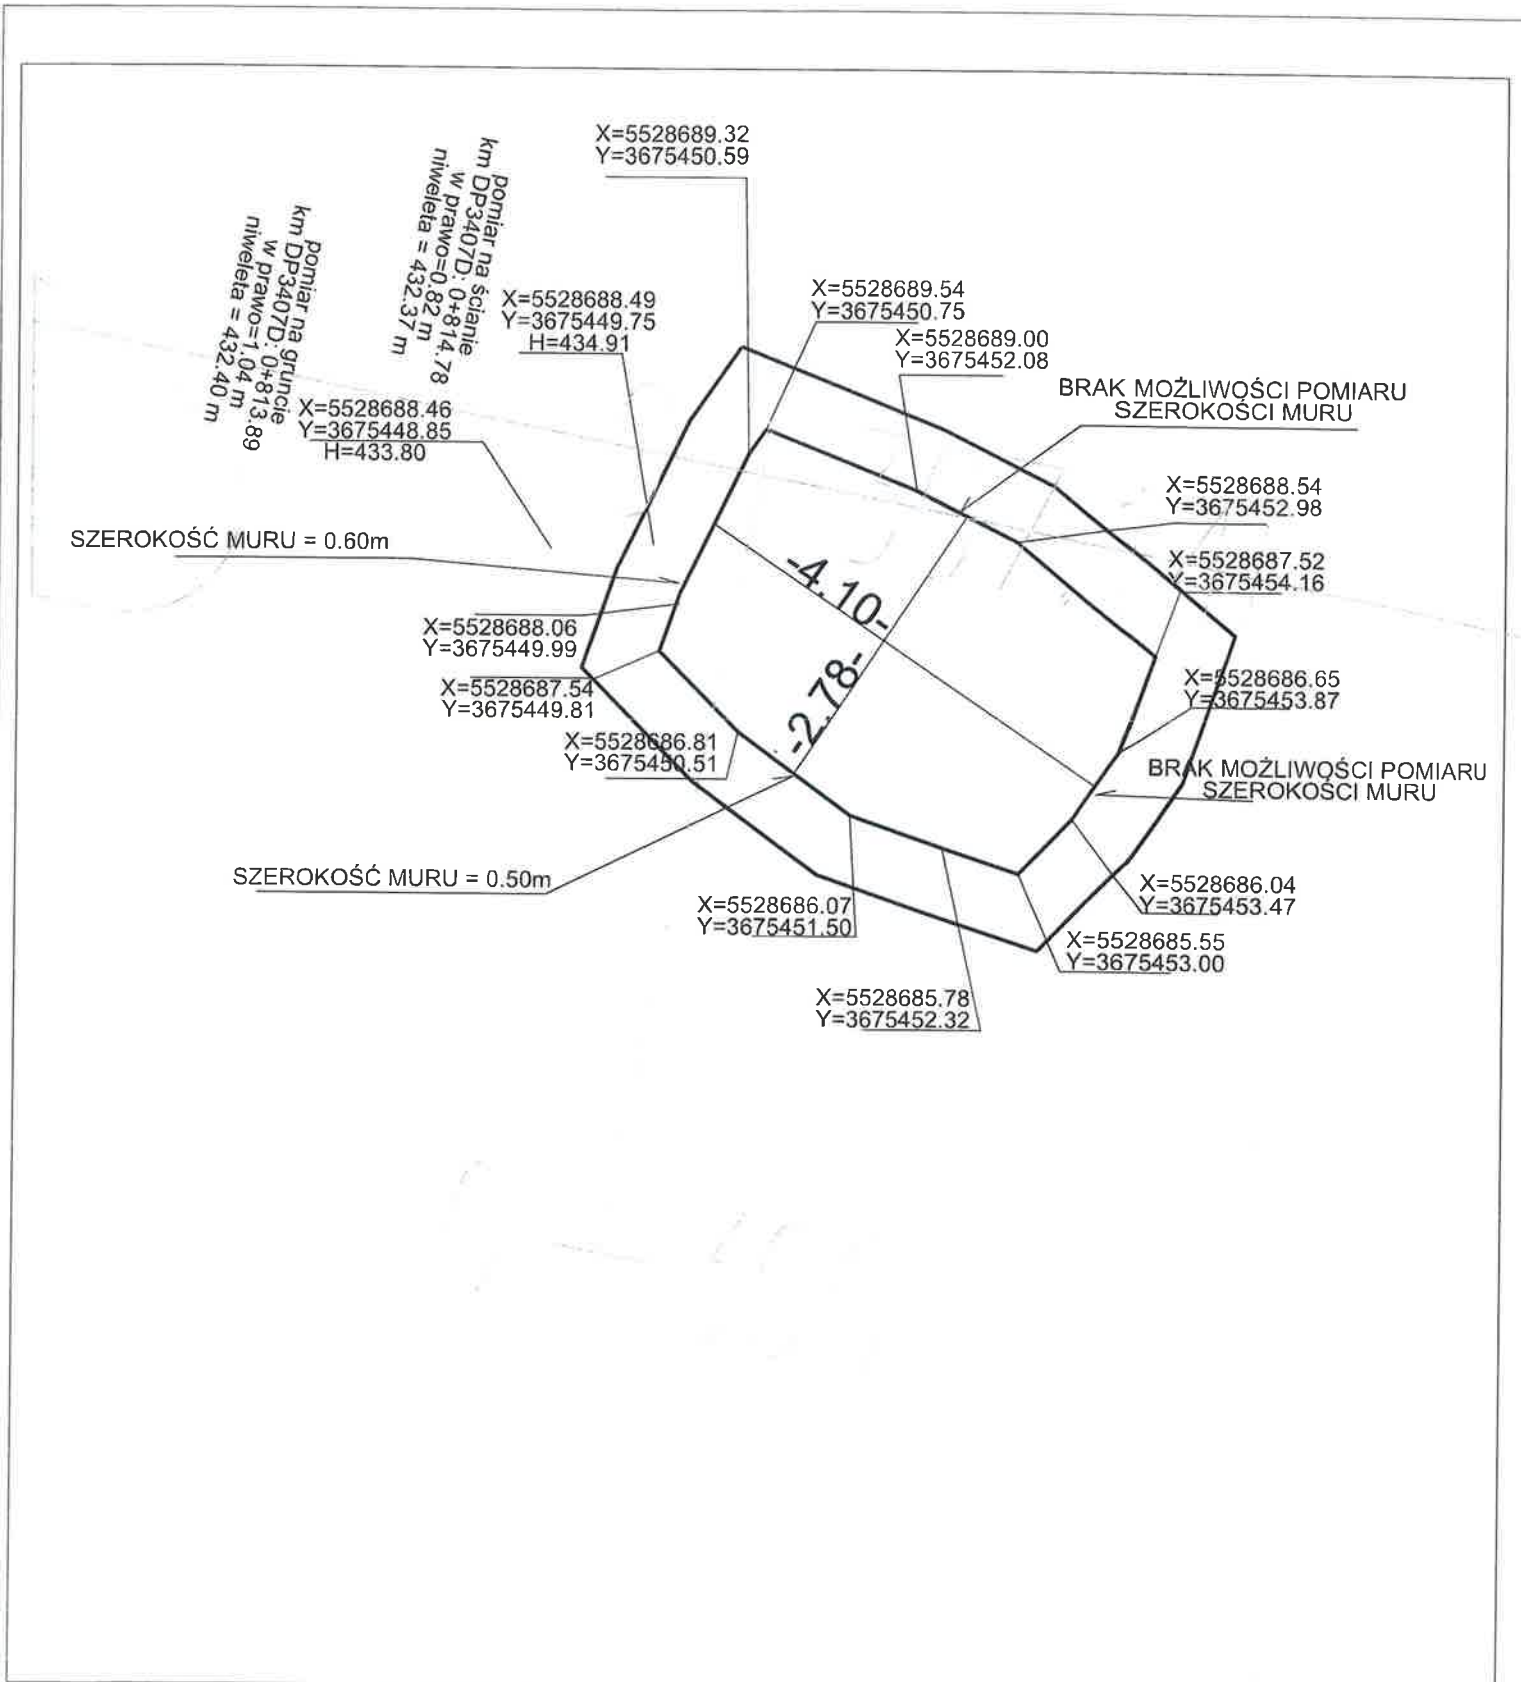 X=5528689.32
Y=3675450.59
pomiar na ścianie
km DP3407D: 0+814.78
w prawo=0.82 m
niweleta = 432.37 m
pomiar na gruncie
km DP3407D: 0+813.89
w prawo=1.04 m
niweleta = 432.40 m
X=5528688.49
Y=3675449.75
H=434.91
X=5528689.54
Y=3675450.75
X=5528689.00
Y=3675452.08
BRAK MOŻLIWOŚCI POMIARU
SZEROKOŚCI MURU
X=5528688.46
Y=3675448.85
H=433.80
X=5528688.54
Y=3675452.98
SZEROKOŚĆ MURU = 0.60m
X=5528687.52
Y=3675454.16
-4.10-
-2.78-
X=5528688.06
Y=3675449.99
X=5528687.54
Y=3675449.81
X=5528686.65
Y=3675453.87
X=5528686.81
Y=3675450.51
BRAK MOŻLIWOŚCI POMIARU
SZEROKOŚCI MURU
SZEROKOŚĆ MURU = 0.50m
X=5528686.04
Y=3675453.47
X=5528686.07
Y=3675451.50
X=5528685.55
Y=3675453.00
X=5528685.78
Y=3675452.32